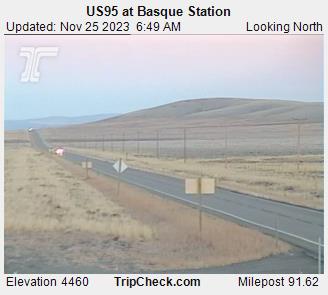 US95 at Basque Station
Updated: Nov 25 2023 6:49 AM Looking North
Elevation 4460 TripCheck.com Milepost 91.62